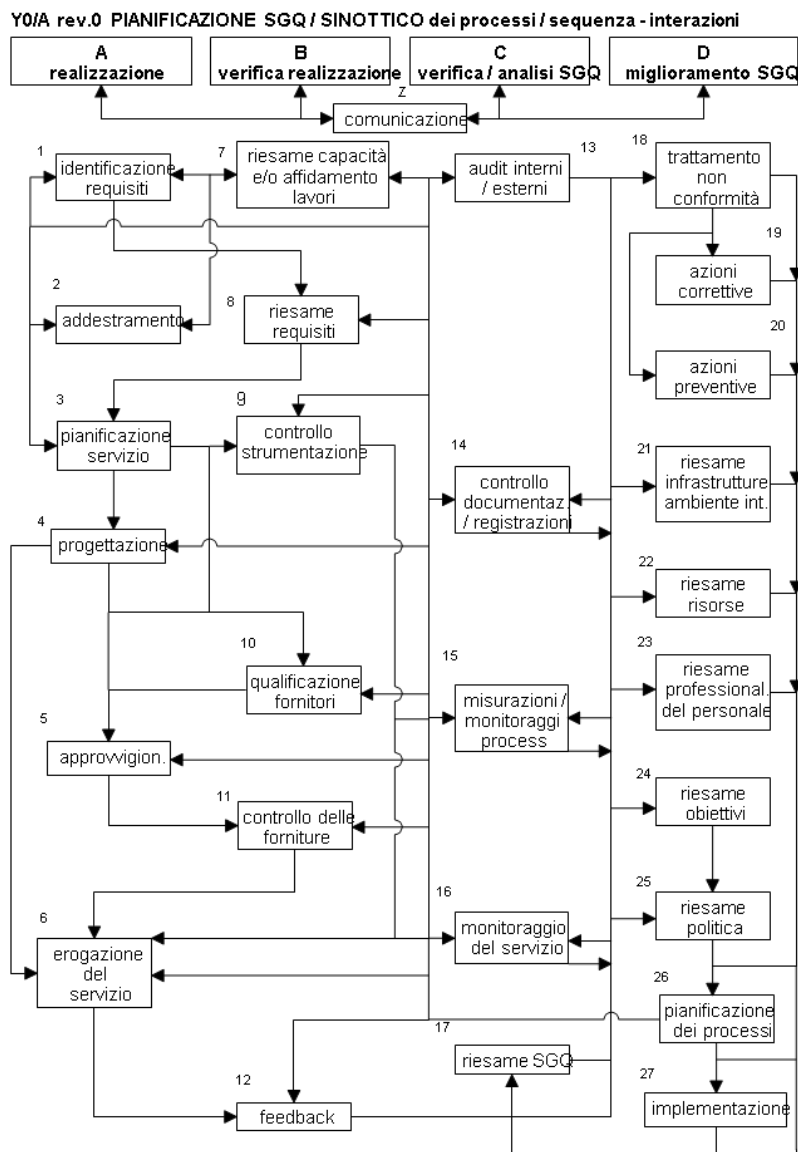 Y0/A rev.0 PIANIFICAZIONE SGQ / SINOTTICO dei processi / sequenza - interazioni
A
realizzazione
B
verifica realizzazione
C
verifica / analisi SGQ
D
miglioramento SGQ
Z
comunicazione
1
identificazione
requisiti
7
riesame capacità
e/o affidamento
lavori
audit interni
/ esterni
13
18
trattamento
non
conformità
19
2
addestramento
8
riesame
requisiti
azioni
correttive
20
azioni
preventive
3
pianificazione
servizio
9
controllo
strumentazione
14
controllo
documentaz.
/ registrazioni
21
riesame
infrastrutture
ambiente int.
4
progettazione
22
riesame
risorse
10
qualificazione
fornitori
15
misurazioni /
monitoraggi
process
23
riesame
professional.
del personale
5
approvvigion.
11
controllo delle
forniture
24
riesame
obiettivi
6
erogazione
del
servizio
16
monitoraggio
del servizio
25
riesame
politica
26
pianificazione
dei processi
17
riesame SGQ
12
feedback
27
implementazione